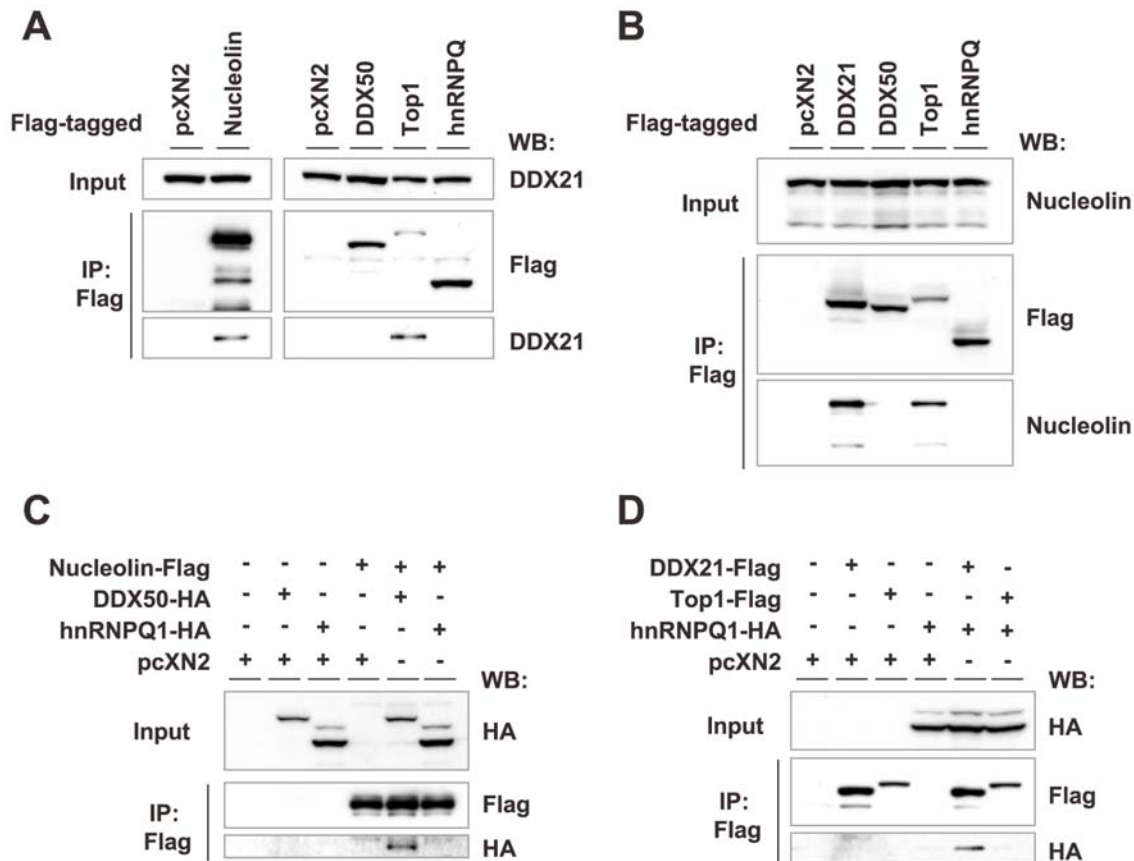 A
Flag-tagged
pcXN2
Nucleolin
pcXN2
DDX50
Top1
hnRNPQ
WB:
Input
DDX21
IP:
Flag
Flag
DDX21
B
Flag-tagged
pcXN2
DDX21
DDX50
Top1
hnRNPQ
WB:
Input
Nucleolin
IP:
Flag
Flag
Nucleolin
C
Nucleolin-Flag - - - + + +
DDX50-HA - + - - + -
hnRNPQ1-HA - - + - - +
pcXN2 + + + + - -
WB:
Input
HA
IP:
Flag
Flag
HA
D
DDX21-Flag - + - - + -
Top1-Flag - - + - - +
hnRNPQ1-HA - - - + + +
pcXN2 + + + + - -
WB:
Input
HA
IP:
Flag
Flag
HA